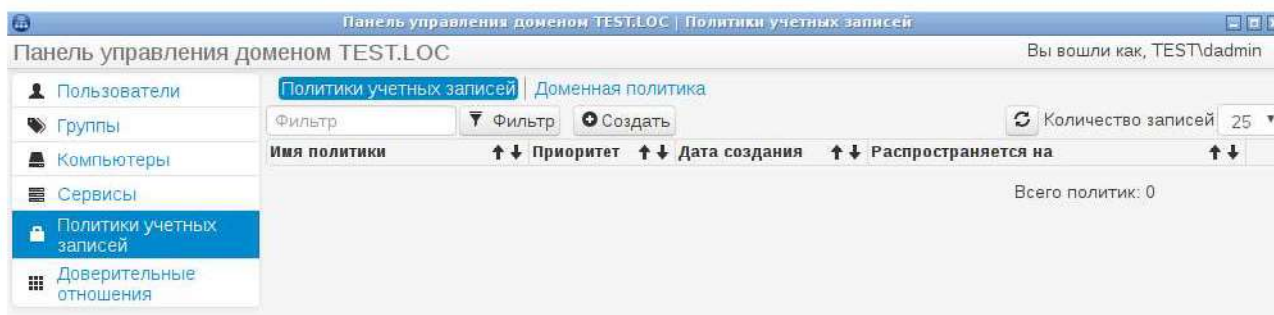 Панель управления доменом TEST.LOC | Политики учетных записей
Панель управления доменом TEST.LOC Вы вошли как, TEST\dadmin
Пользователи
Группы
Компьютеры
Сервисы
Политики учетных
записей
Доверительные
отношения
Политики учетных записей | Доменная политика
Фильтр Фильтр Создать Количество записей 25
Имя политики Приоритет Дата создания Распространяется на
Всего политик: 0